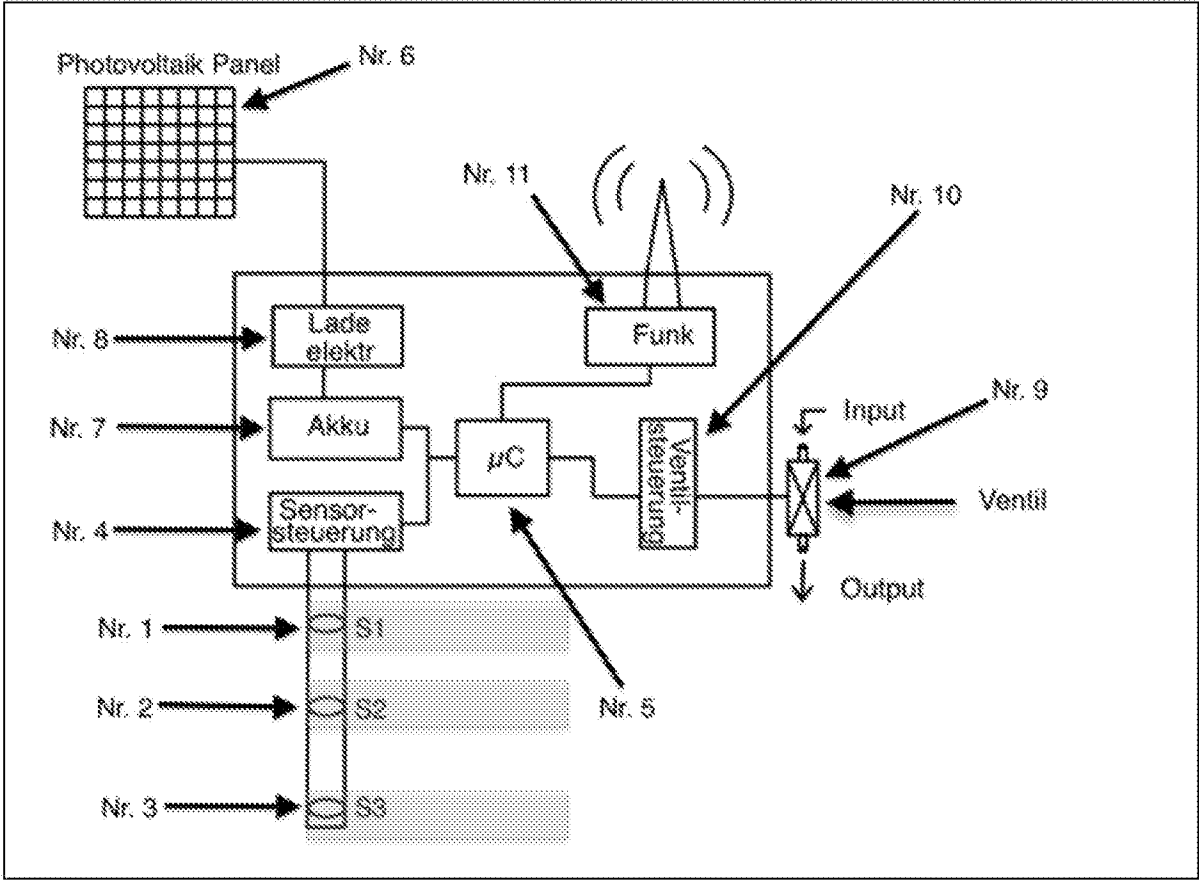 Photovoltaik Panel
Nr. 6
Nr. 11
Nr. 10
Nr. 8
Lade
elektr
Funk
Nr. 9
Input
Nr. 7
Akku
µC
Ventil-
steuerung
Ventil
Nr. 4
Sensor-
steuerung
Output
Nr. 1
S1
Nr. 2
S2
Nr. 5
Nr. 3
S3